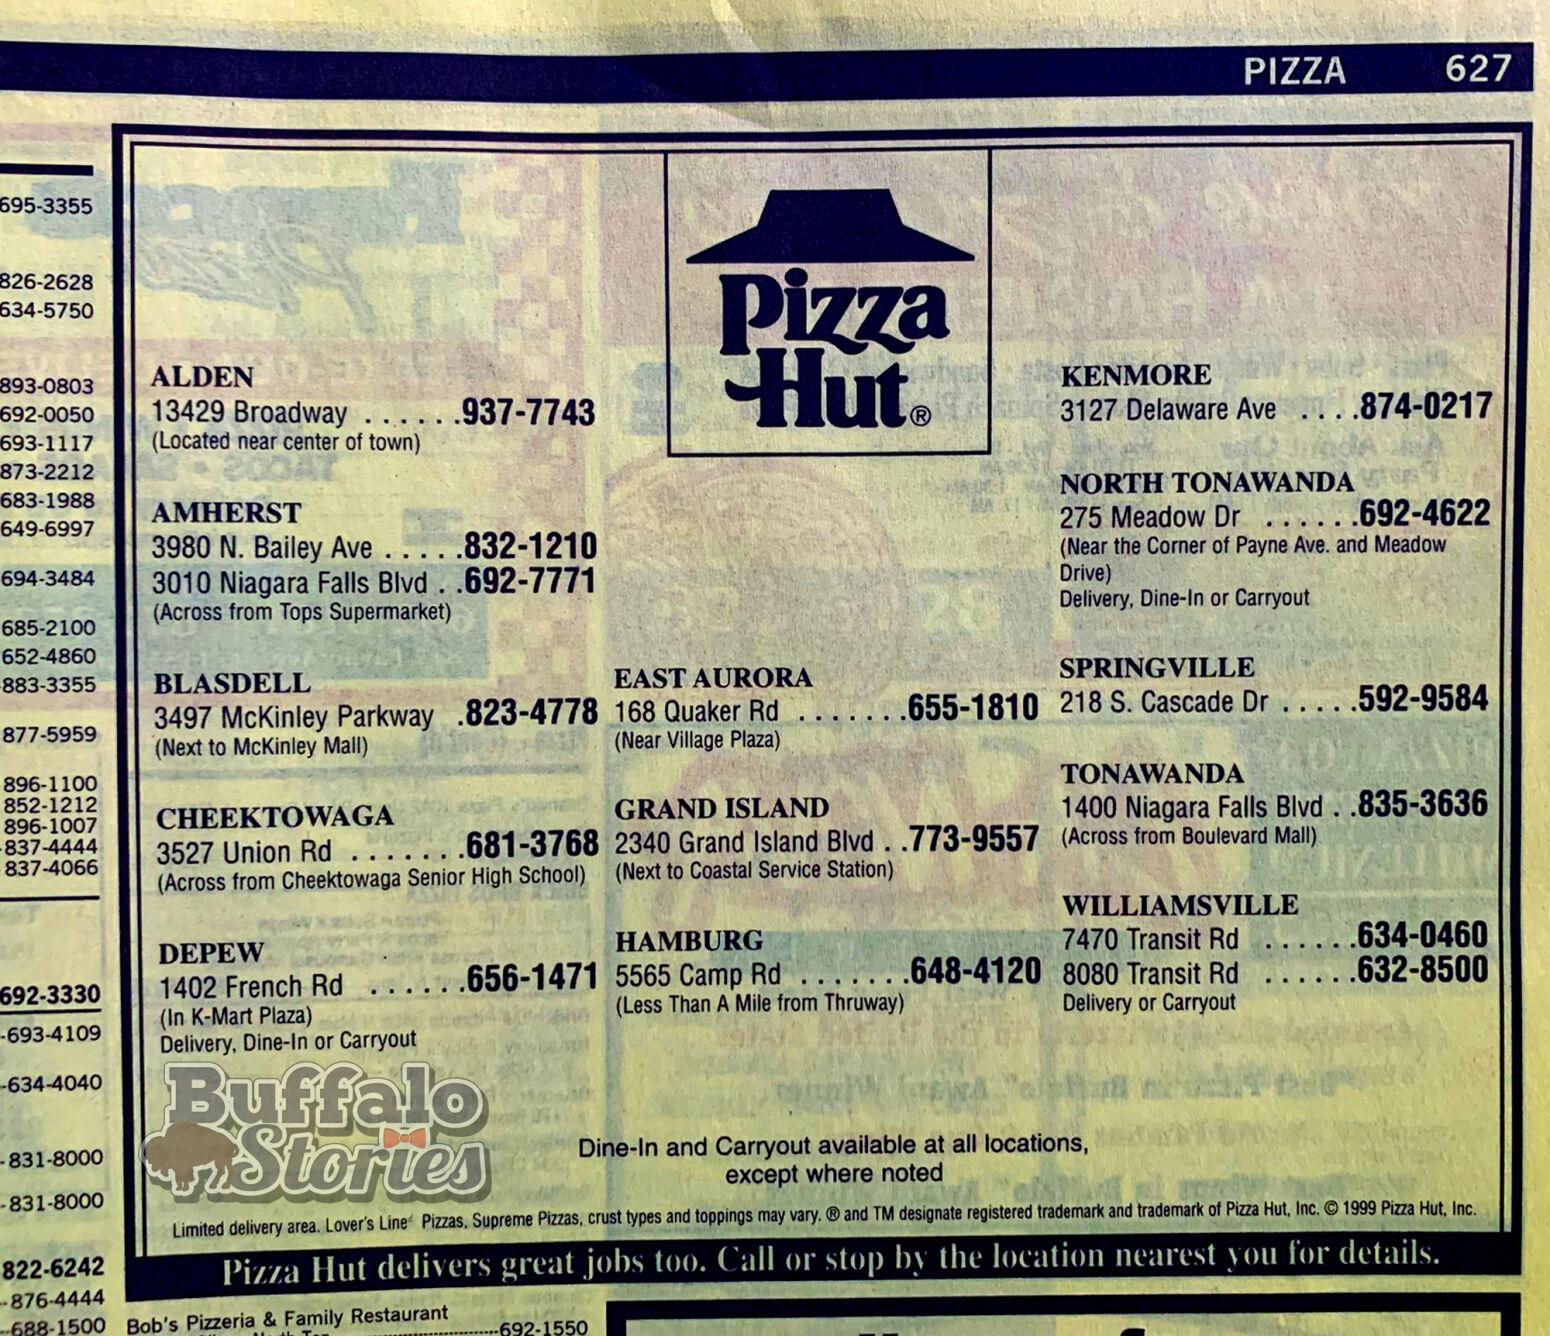 PIZZA 627
695-3355
826-2628
634-5750
893-0803
692-0050
693-1117
873-2212
683-1988
649-6997
694-3484
685-2100
652-4860
883-3355
877-5959
896-1100
852-1212
896-1007
837-4444
837-4066
692-3330
-693-4109
-634-4040
-831-8000
-831-8000
822-6242
--876-4444
--688-1500
Pizza
Hut®
ALDEN
13429 Broadway . . . . . .937-7743
(Located near center of town)
AMHERST
3980 N. Bailey Ave . . . . .832-1210
3010 Niagara Falls Blvd . .692-7771
(Across from Tops Supermarket)
BLASDELL
3497 McKinley Parkway .823-4778
(Next to McKinley Mall)
CHEEKTOWAGA
3527 Union Rd . . . . . . .681-3768
(Across from Cheektowaga Senior High School)
DEPEW
1402 French Rd . . . . . .656-1471
(In K-Mart Plaza)
Delivery, Dine-In or Carryout
EAST AURORA
168 Quaker Rd . . . . . . .655-1810
(Near Village Plaza)
GRAND ISLAND
2340 Grand Island Blvd . .773-9557
(Next to Coastal Service Station)
HAMBURG
5565 Camp Rd . . . . . . .648-4120
(Less Than A Mile from Thruway)
KENMORE
3127 Delaware Ave . . . .874-0217
NORTH TONAWANDA
275 Meadow Dr . . . . . .692-4622
(Near the Corner of Payne Ave. and Meadow
Drive)
Delivery, Dine-In or Carryout
SPRINGVILLE
218 S. Cascade Dr . . . . .592-9584
TONAWANDA
1400 Niagara Falls Blvd . .835-3636
(Across from Boulevard Mall)
WILLIAMSVILLE
7470 Transit Rd . . . . . .634-0460
8080 Transit Rd . . . . . .632-8500
Delivery or Carryout
Buffalo
Stories
Dine-In and Carryout available at all locations,
except where noted
Limited delivery area. Lover's Line Pizzas, Supreme Pizzas, crust types and toppings may vary. ® and TM designate registered trademark and trademark of Pizza Hut, Inc. © 1999 Pizza Hut, Inc.
Pizza Hut delivers great jobs too. Call or stop by the location nearest you for details.
Bob's Pizzeria & Family Restaurant
692-1550